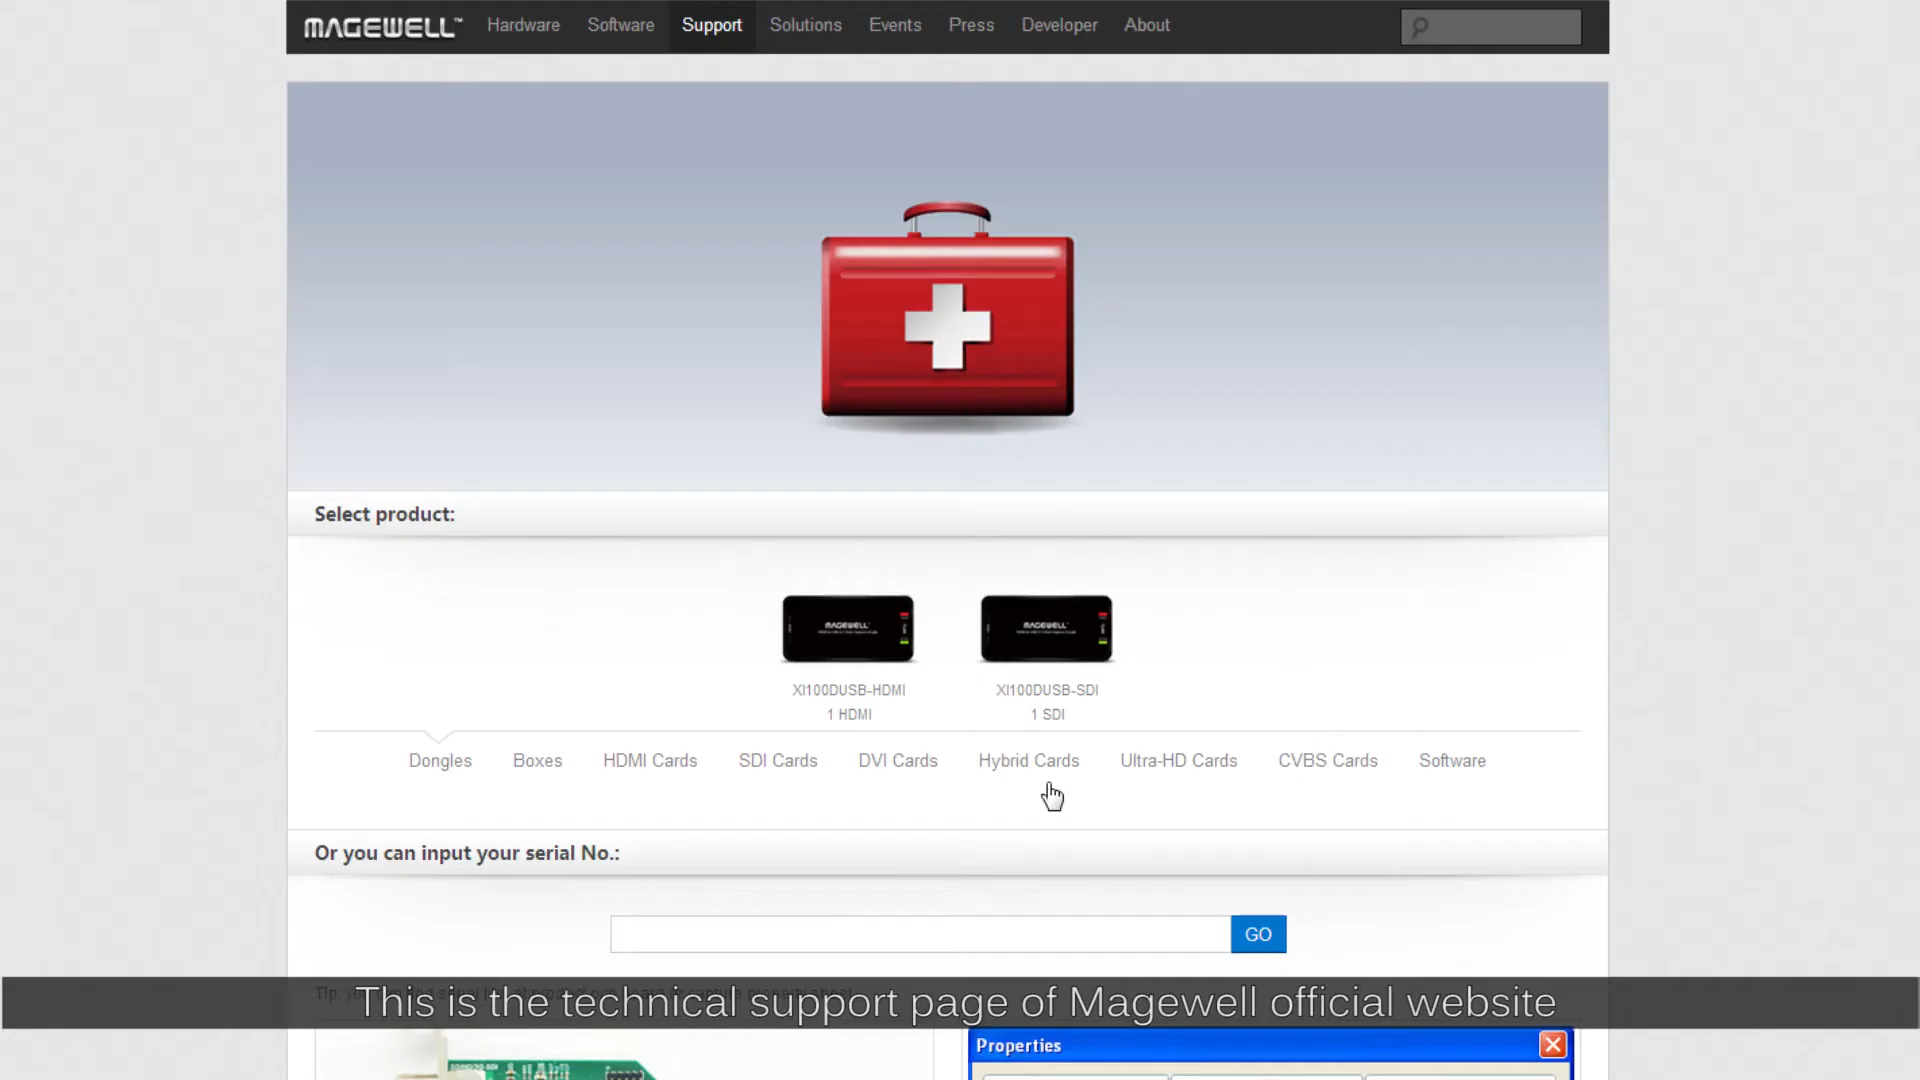 MAGEWELL™ Hardware Software Support Solutions Events Press Developer About
Select product:
MAGEWELL MAGEWELL
XI100DUSB-HDMI XI100DUSB-SDI
1 HDMI 1 SDI
Dongles Boxes HDMI Cards SDI Cards DVI Cards Hybrid Cards Ultra-HD Cards CVBS Cards Software
Or you can input your serial No.:
GO
This is the technical support page of Magewell official website
Properties